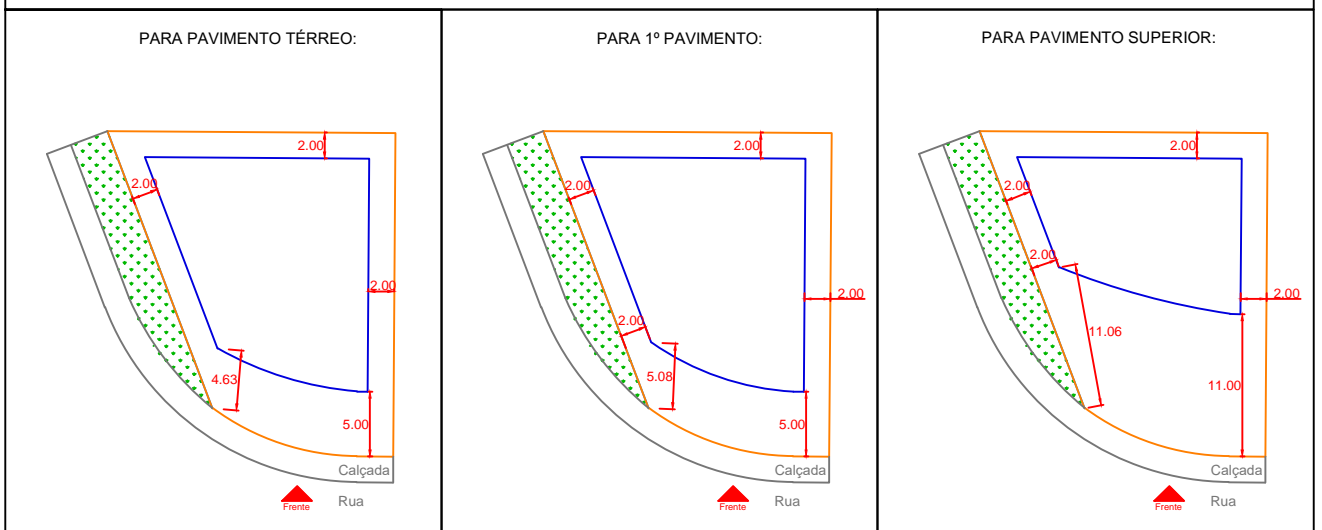 PARA PAVIMENTO TÉRREO:
2.00
2.00
2.00
4.63
5.00
Calçada
Rua
Frente
PARA 1º PAVIMENTO:
2.00
2.00
2.00
2.00
5.08
5.00
Calçada
Rua
Frente
PARA PAVIMENTO SUPERIOR:
2.00
2.00
2.00
2.00
11.06
11.00
Calçada
Rua
Frente